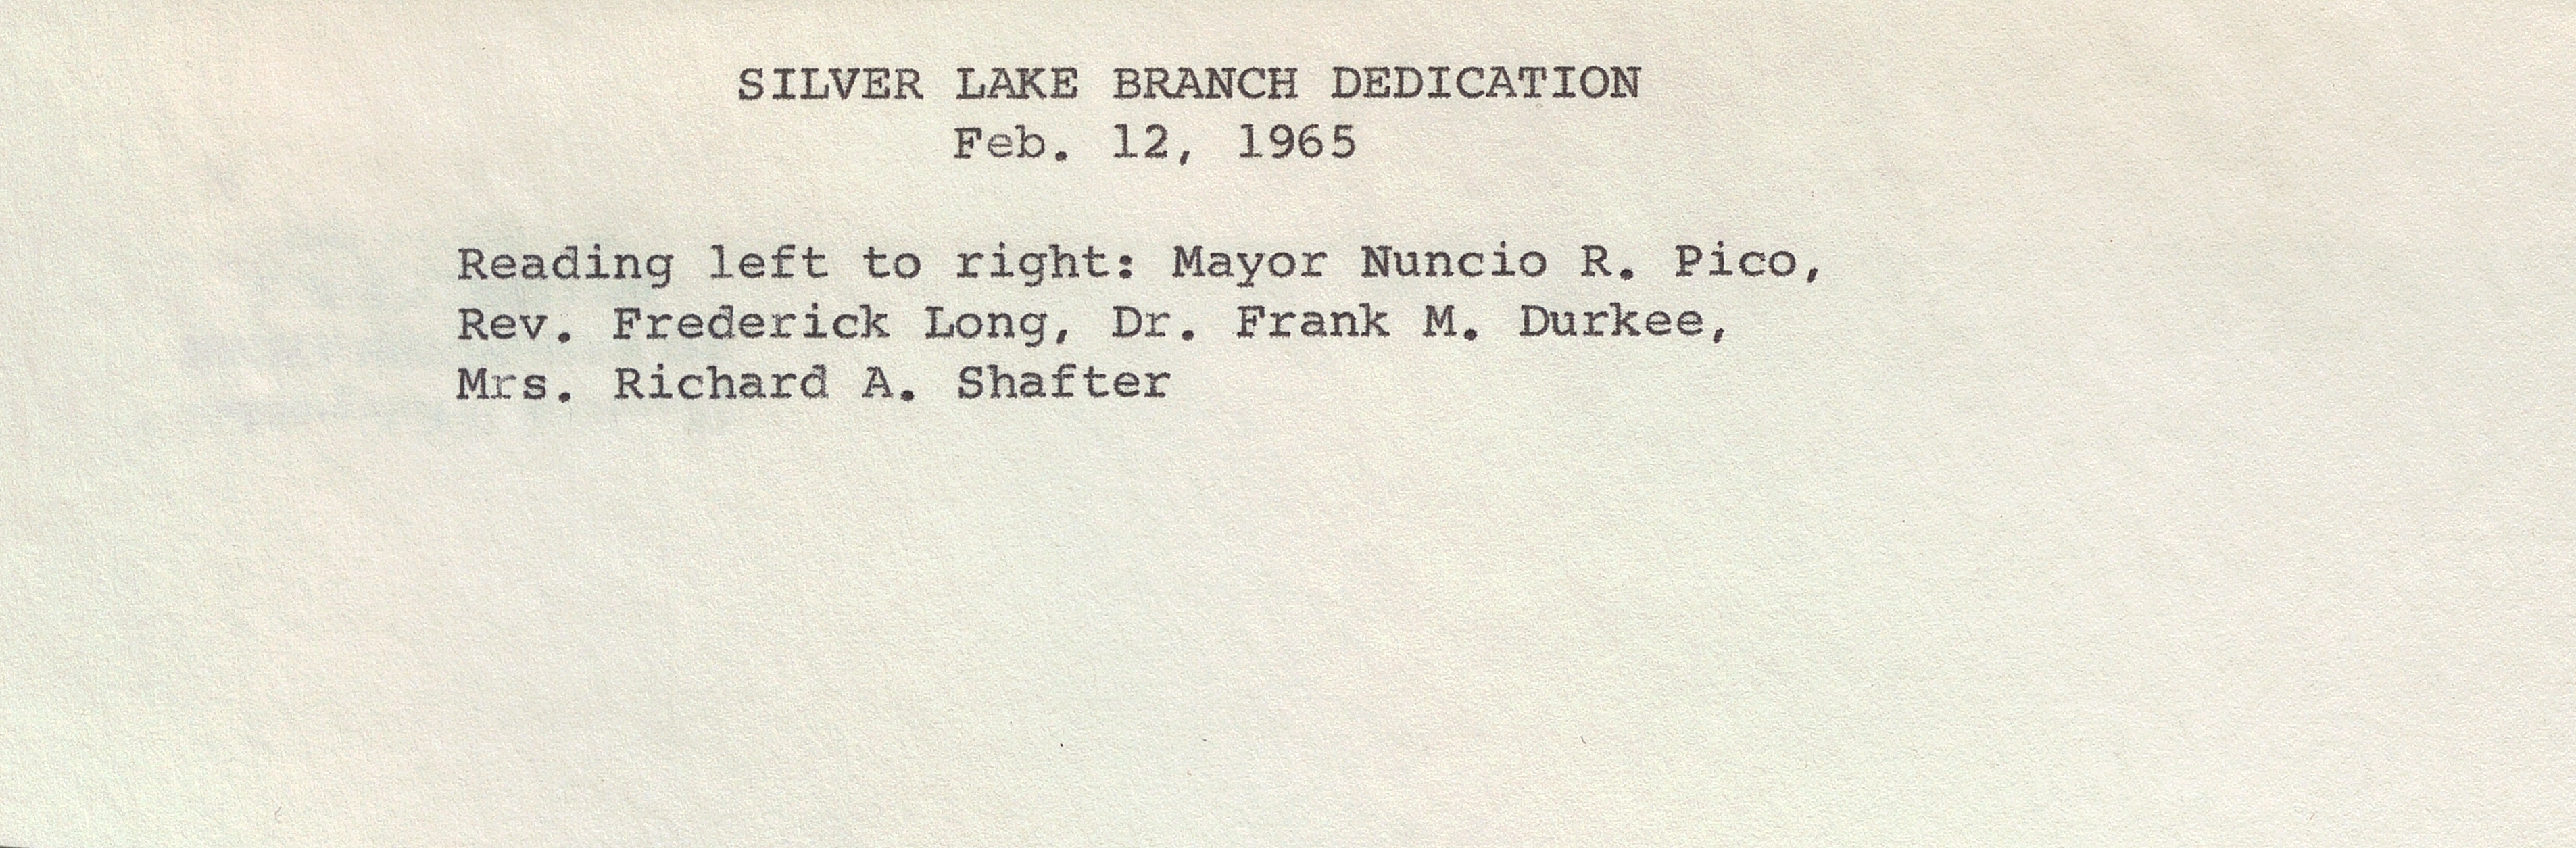 SILVER LAKE BRANCH DEDICATION
Feb. 12, 1965
Reading left to right: Mayor Nuncio R. Pico,
Rev. Frederick Long, Dr. Frank M. Durkee,
Mrs. Richard A. Shafter